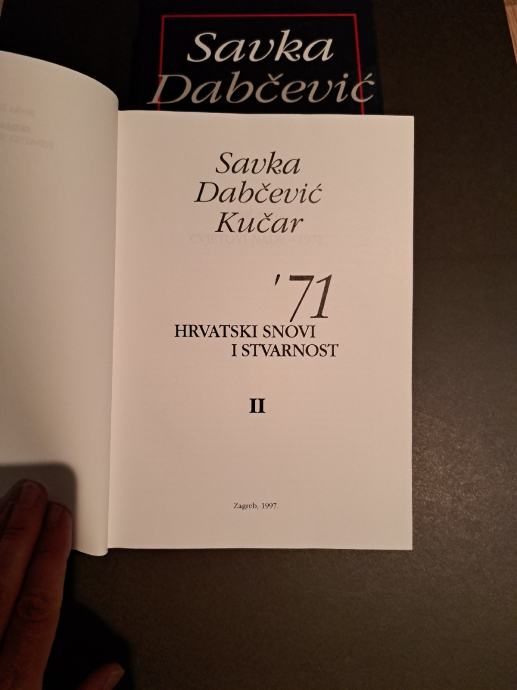 Savka
Dabčević
Savka
Dabčević
Kučar
'71
HRVATSKI SNOVI
I STVARNOST
II
Zagreb, 1997.